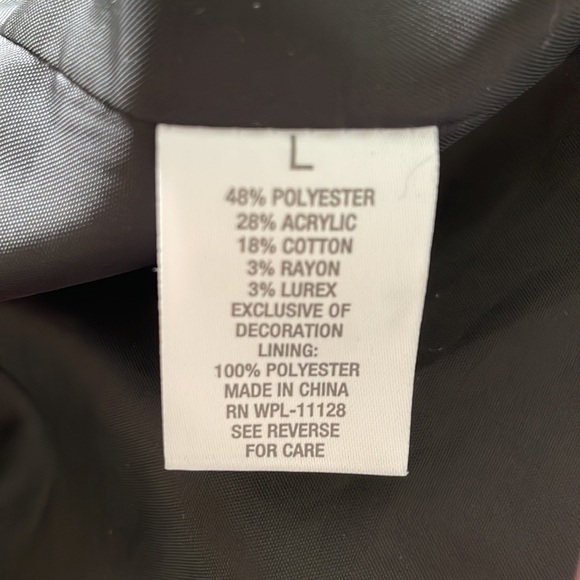 L
48% POLYESTER
28% ACRYLIC
18% COTTON
3% RAYON
3% LUREX
EXCLUSIVE OF
DECORATION
LINING:
100% POLYESTER
MADE IN CHINA
RN WPL-11128
SEE REVERSE
FOR CARE